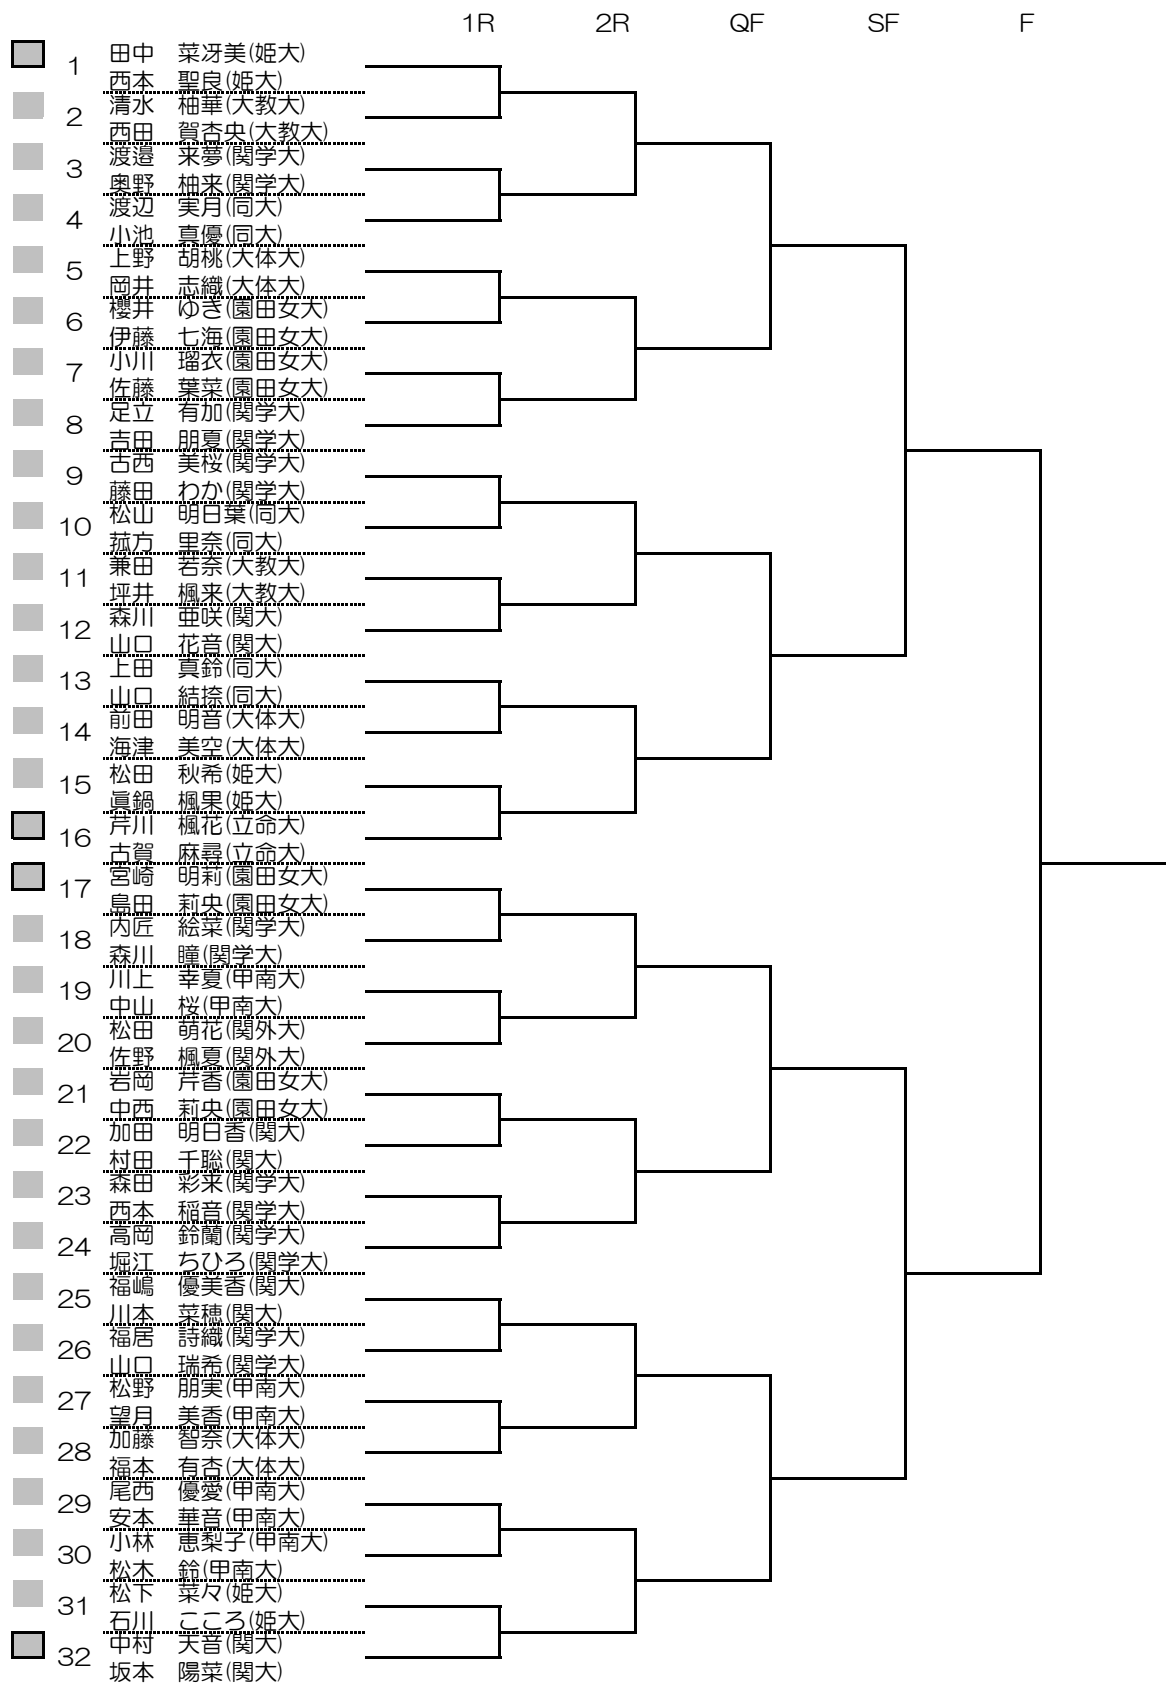 1R 2R QF SF F
田中 菜冴美(姫大)
1
西本 聖良(姫大)
清水 柚華(大教大)
2
西田 賀杏央(大教大)
渡邉 来夢(関学大)
3
奥野 柚来(関学大)
渡辺 実月(同大)
4
小池 真優(同大)
上野 胡桃(大体大)
5
岡井 志織(大体大)
櫻井 ゆき(園田女大)
6
伊藤 七海(園田女大)
小川 瑠衣(園田女大)
7
佐藤 葉菜(園田女大)
足立 有加(関学大)
8
吉田 朋夏(関学大)
古西 美桜(関学大)
9
藤田 わか(関学大)
松山 明日葉(同大)
10
菰方 里奈(同大)
兼田 若奈(大教大)
11
坪井 楓来(大教大)
森川 亜咲(関大)
12
山口 花音(関大)
上田 真鈴(同大)
13
山口 結捺(同大)
前田 明音(大体大)
14
海津 美空(大体大)
松田 秋希(姫大)
15
眞鍋 楓果(姫大)
芹川 楓花(立命大)
16
古賀 麻尋(立命大)
宮崎 明莉(園田女大)
17
島田 莉央(園田女大)
内匠 絵菜(関学大)
18
森川 瞳(関学大)
川上 幸夏(甲南大)
19
中山 桜(甲南大)
松田 萌花(関外大)
20
佐野 楓夏(関外大)
岩岡 芹香(園田女大)
21
中西 莉央(園田女大)
加田 明日香(関大)
22
村田 千聡(関大)
森田 彩来(関学大)
23
西本 稲音(関学大)
高岡 鈴蘭(関学大)
24
堀江 ちひろ(関学大)
福嶋 優美香(関大)
25
川本 菜穂(関大)
福居 詩織(関学大)
26
山口 瑞希(関学大)
松野 朋実(甲南大)
27
望月 美香(甲南大)
加藤 智奈(大体大)
28
福本 有杏(大体大)
尾西 優愛(甲南大)
29
安本 華音(甲南大)
小林 恵梨子(甲南大)
30
松木 鈴(甲南大)
松下 菜々(姫大)
31
石川 こころ(姫大)
中村 天音(関大)
32
坂本 陽菜(関大)